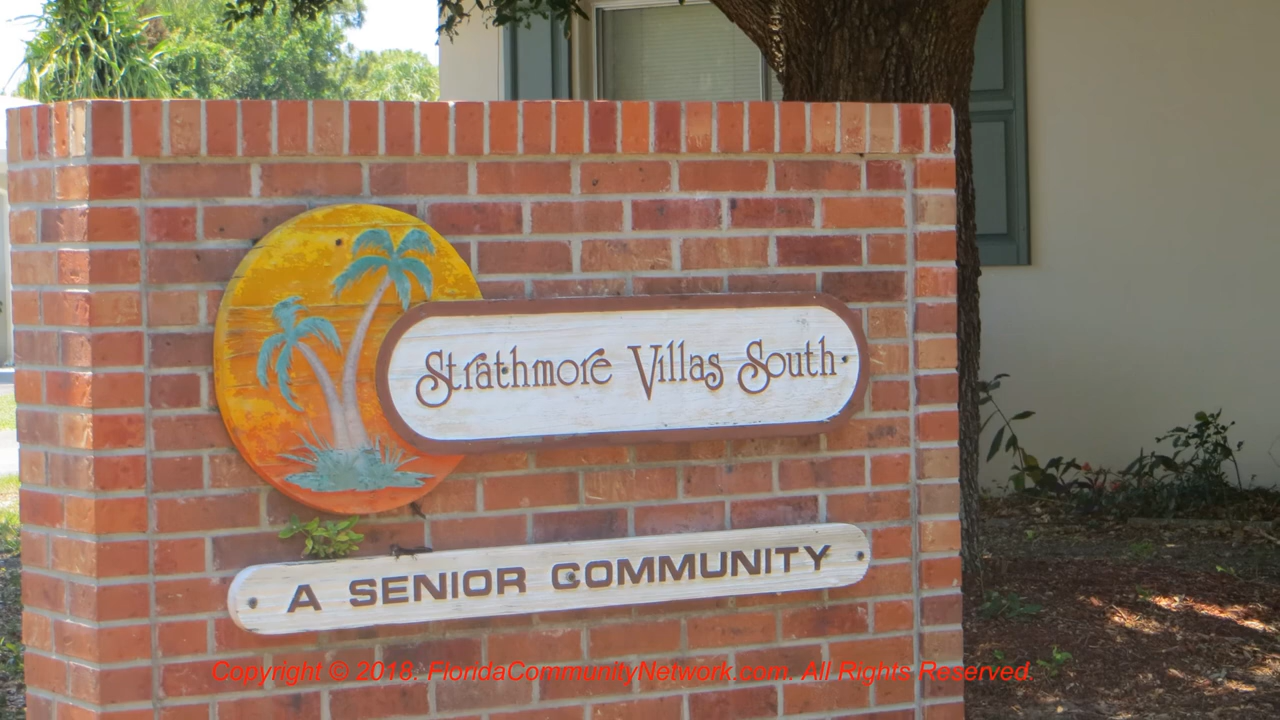 Strathmore Villas South
A SENIOR COMMUNITY
Copyright © 2018. FloridaCommunityNetwork.com. All Rights Reserved.